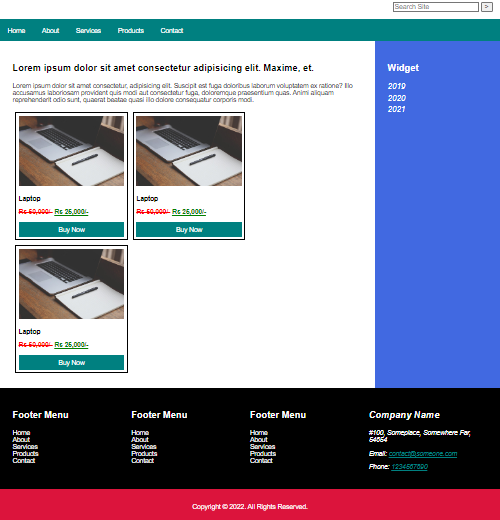 Search Site >
Home About Services Products Contact
Lorem ipsum dolor sit amet consectetur adipisicing elit. Maxime, et.
Lorem ipsum dolor sit amet consectetur, adipisicing elit. Suscipit est fuga doloribus laborum voluptatem ex ratione? Illo
accusamus laboriosam provident quis modi aut consectetur fuga, doloremque praesentium quas. Animi aliquam
reprehenderit odio sunt, quaerat beatae quasi illo dolore consequatur corporis modi.
Laptop
Rs 50,000/- Rs 25,000/-
Buy Now
Laptop
Rs 50,000/- Rs 25,000/-
Buy Now
Laptop
Rs 50,000/- Rs 25,000/-
Buy Now
Widget
2019
2020
2021
Footer Menu
Home
About
Services
Products
Contact
Footer Menu
Home
About
Services
Products
Contact
Footer Menu
Home
About
Services
Products
Contact
Company Name
#100, Someplace, Somewhere Far,
54654
Email: contact@someone.com
Phone: 1234567890
Copyright © 2022. All Rights Reserved.